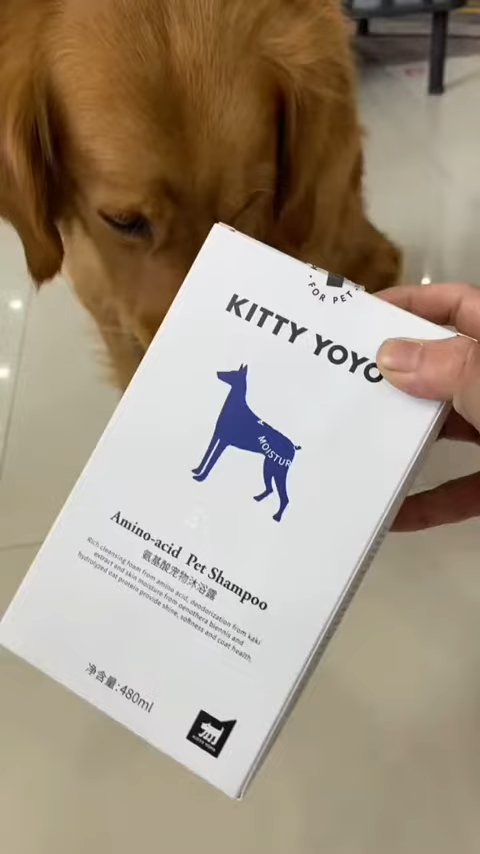 FOR PET
KITTY YOYO
MOISTUR
Amino-acid Pet Shampoo
氨基酸宠物沐浴露
Rich cleansing foam from amino acid, deodorization from kaki
extract and skin moisture from oenothera biennis and
hydrolyzed oat protein provide shine, softness and coat health.
净含量:480ml
KITTY YOYO